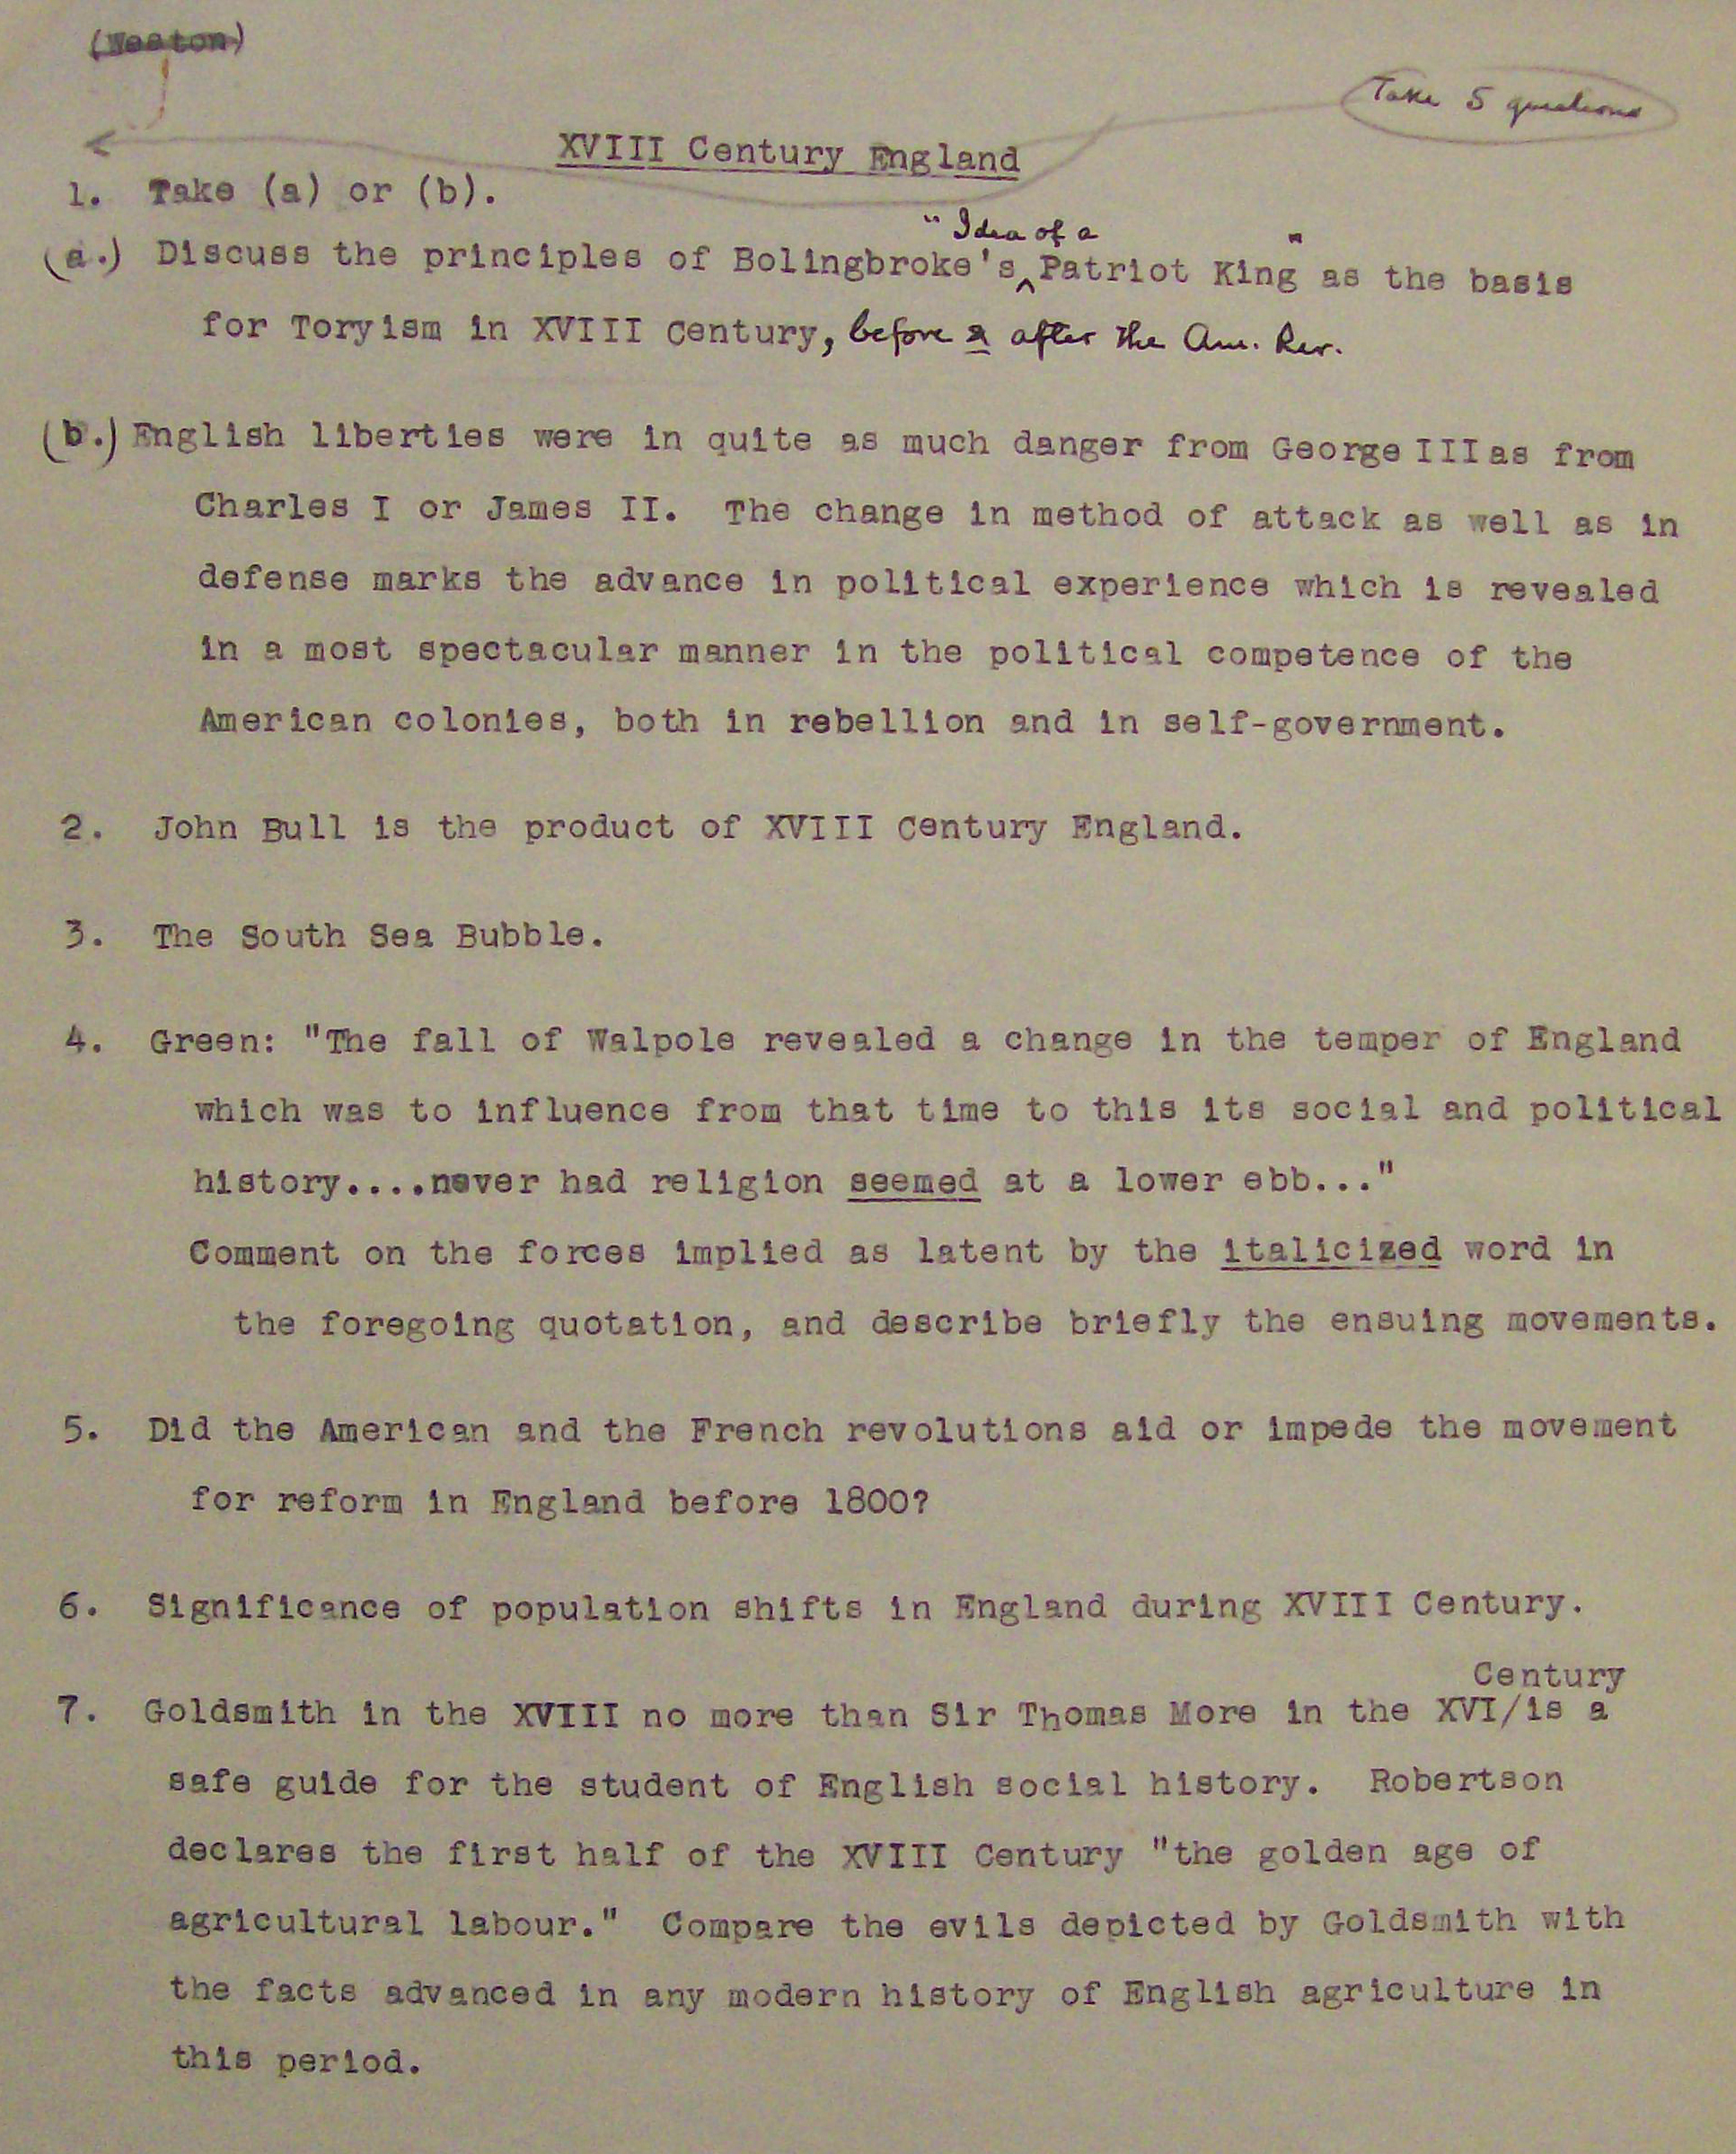 (Weston)
Take 5 questions
XVIII Century England
1. Take (a) or (b).
"Idea of a "
(a.) Discuss the principles of Bolingbroke's ^ Patriot King as the basis
for Toryism in XVIII Century, before & after the Am. Rev.
(b.) English liberties were in quite as much danger from George III as from
Charles I or James II. The change in method of attack as well as in
defense marks the advance in political experience which is revealed
in a most spectacular manner in the political competence of the
American colonies, both in rebellion and in self-government.
2. John Bull is the product of XVIII Century England.
3. The South Sea Bubble.
4. Green: "The fall of Walpole revealed a change in the temper of England
which was to influence from that time to this its social and political
history....never had religion seemed at a lower ebb..."
Comment on the forces implied as latent by the italicized word in
the foregoing quotation, and describe briefly the ensuing movements.
5. Did the American and the French revolutions aid or impede the movement
for reform in England before 1800?
6. Significance of population shifts in England during XVIII Century.
Century
7. Goldsmith in the XVIII no more than Sir Thomas More in the XVI/is a
safe guide for the student of English social history. Robertson
declares the first half of the XVIII Century "the golden age of
agricultural labour." Compare the evils depicted by Goldsmith with
the facts advanced in any modern history of English agriculture in
this period.